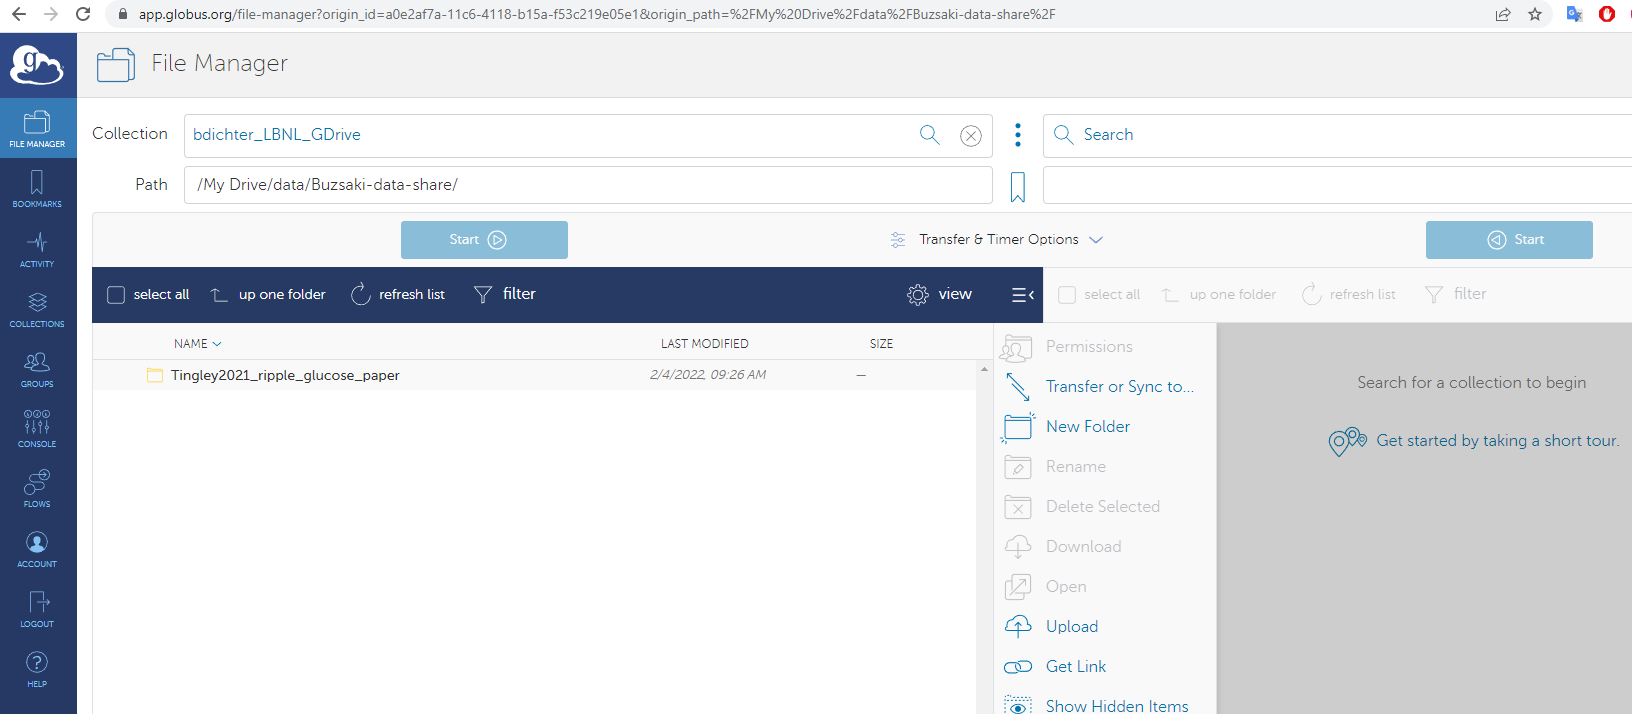 app.globus.org/file-manager?origin_id=a0e2af7a-11c6-4118-b15a-f53c219e05e1&origin_path=%2FMy%20Drive%2Fdata%2FBuzsaki-data-share%2F
g
File Manager
FILE MANAGER
BOOKMARKS
ACTIVITY
COLLECTIONS
GROUPS
CONSOLE
FLOWS
ACCOUNT
LOGOUT
HELP
Collection
bdichter_LBNL_GDrive
Search
Path
/My Drive/data/Buzsaki-data-share/
Start
Transfer & Timer Options
Start
select all
up one folder
refresh list
filter
view
select all
up one folder
refresh list
filter
NAME
LAST MODIFIED
SIZE
Tingley2021_ripple_glucose_paper
2/4/2022, 09:26 AM
—
Permissions
Transfer or Sync to...
New Folder
Rename
Delete Selected
Download
Open
Upload
Get Link
Show Hidden Items
Search for a collection to begin
Get started by taking a short tour.